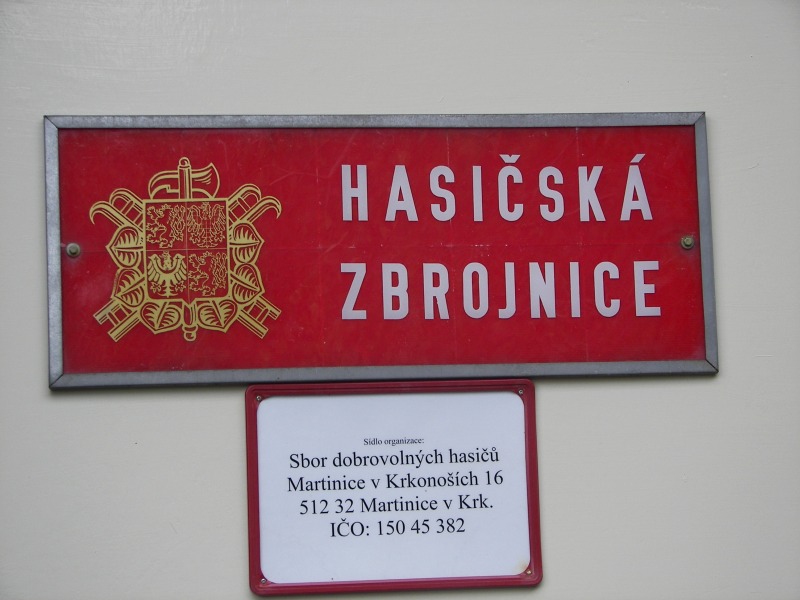 HASIČSKÁ
ZBROJNICE
Sídlo organizace:
Sbor dobrovolných hasičů
Martinice v Krkonoších 16
512 32 Martinice v Krk.
IČO: 150 45 382